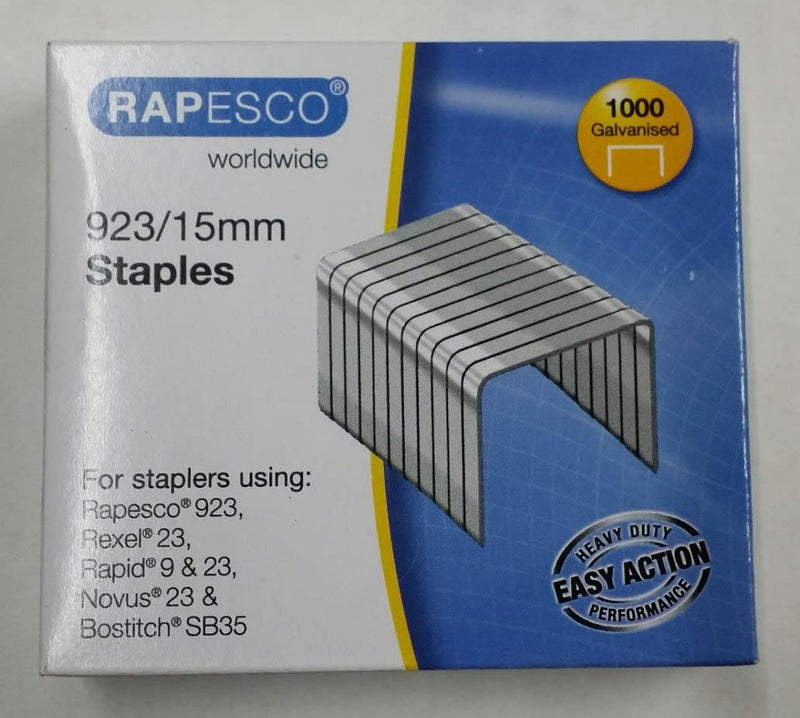 RAPESCO®
worldwide
923/15mm
Staples
1000
Galvanised
For staplers using:
Rapesco® 923,
Rexel® 23,
Rapid® 9 & 23,
Novus® 23 &
Bostitch® SB35
HEAVY DUTY
EASY ACTION
PERFORMANCE